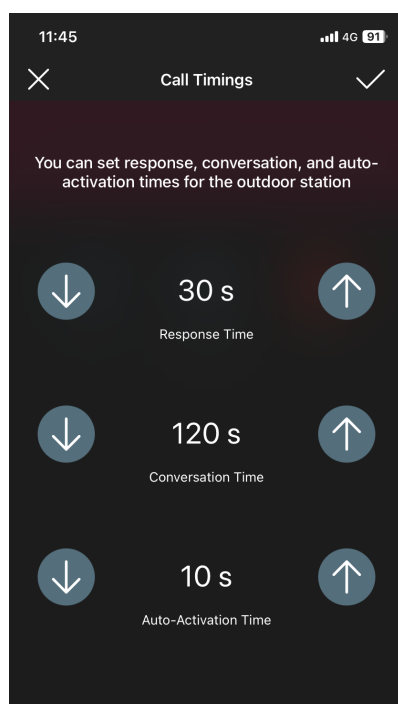 11:45
4G 91
Call Timings
You can set response, conversation, and auto-
activation times for the outdoor station
30 s
Response Time
120 s
Conversation Time
10 s
Auto-Activation Time